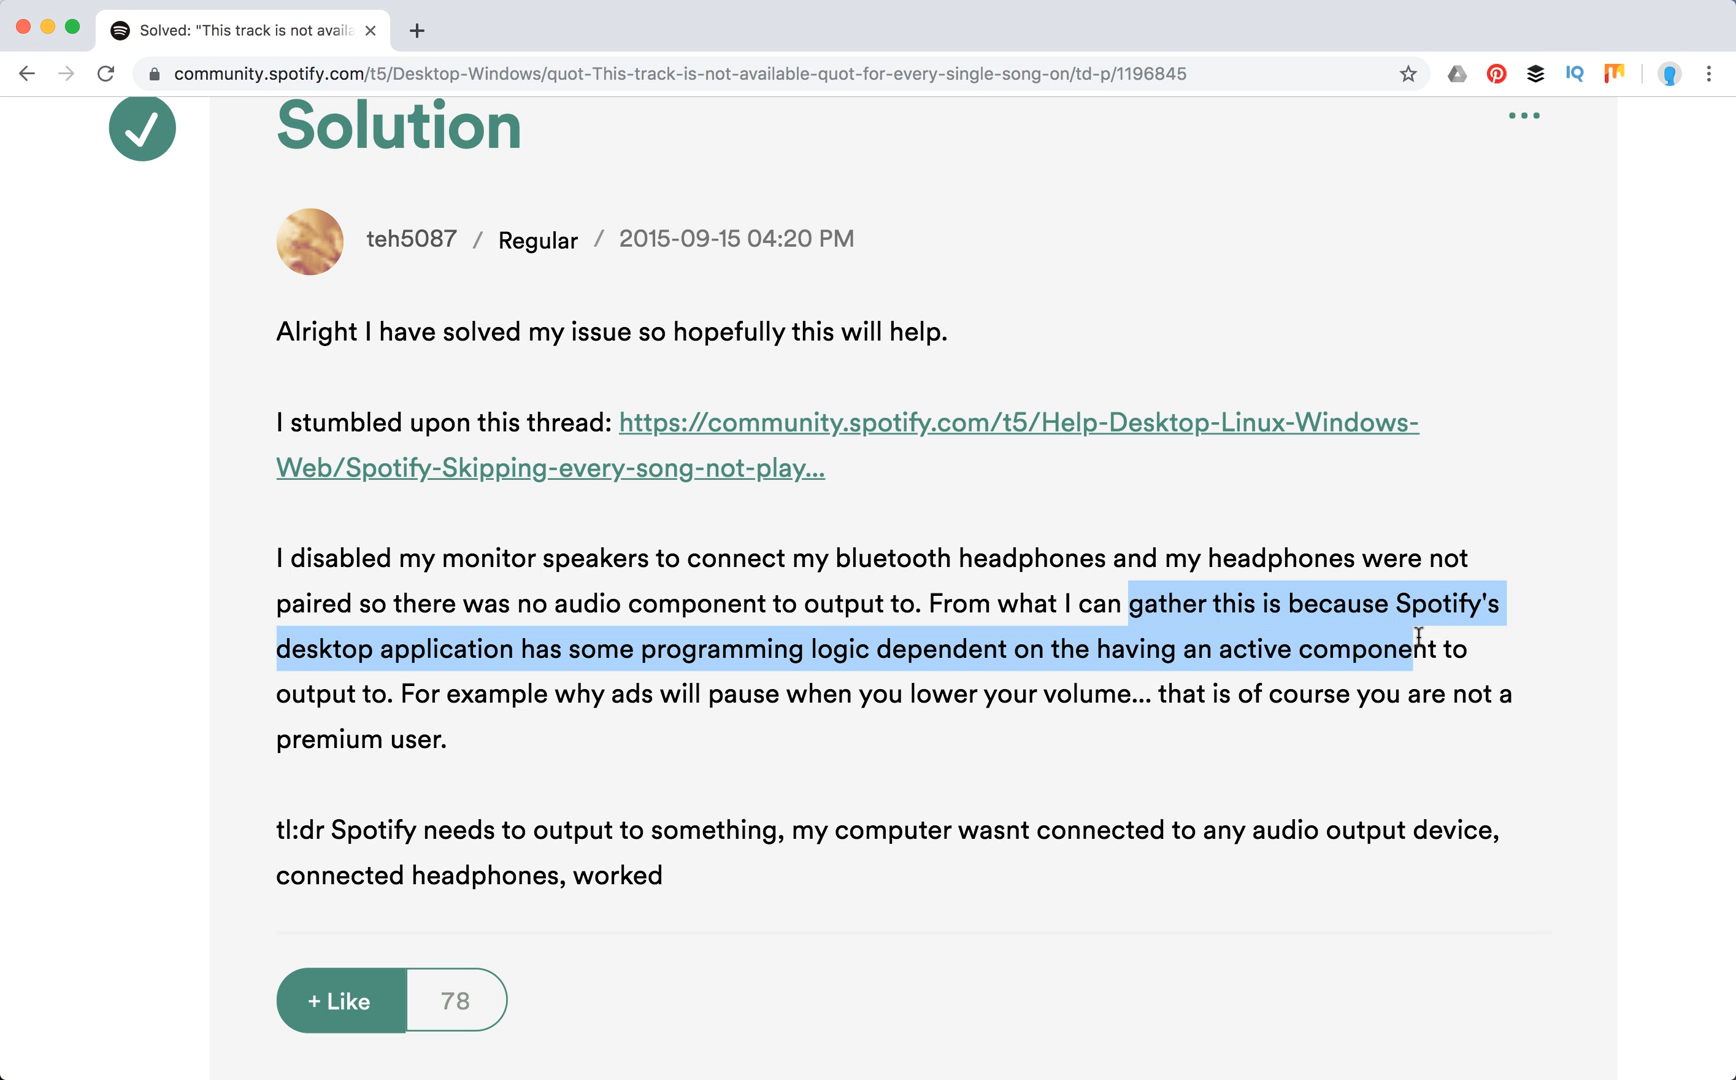 Solved: "This track is not availa
community.spotify.com/t5/Desktop-Windows/quot-This-track-is-not-available-quot-for-every-single-song-on/td-p/1196845
IQ
Solution
teh5087 / Regular / 2015-09-15 04:20 PM
Alright I have solved my issue so hopefully this will help.
I stumbled upon this thread: https://community.spotify.com/t5/Help-Desktop-Linux-Windows-
Web/Spotify-Skipping-every-song-not-play...
I disabled my monitor speakers to connect my bluetooth headphones and my headphones were not
paired so there was no audio component to output to. From what I can gather this is because Spotify's
desktop application has some programming logic dependent on the having an active component to
output to. For example why ads will pause when you lower your volume... that is of course you are not a
premium user.
tl:dr Spotify needs to output to something, my computer wasnt connected to any audio output device,
connected headphones, worked
+ Like 78